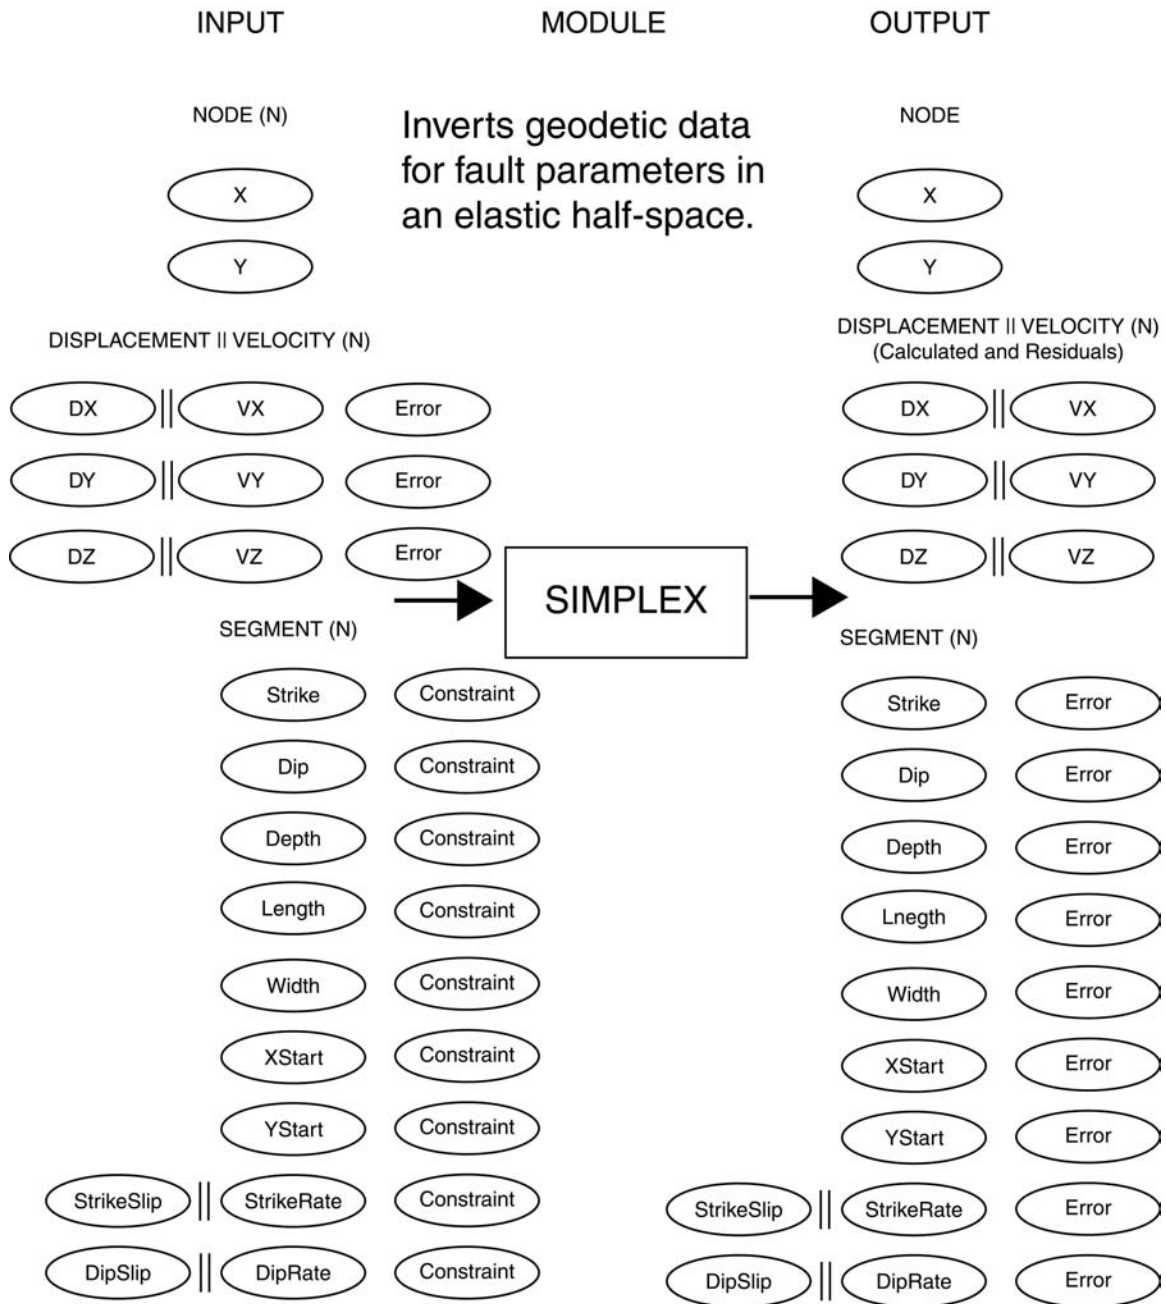 INPUT MODULE OUTPUT
NODE (N) NODE
Inverts geodetic data
for fault parameters in
an elastic half-space.
X X
Y Y
DISPLACEMENT || VELOCITY (N) DISPLACEMENT || VELOCITY (N)
(Calculated and Residuals)
DX || VX Error DX || VX
DY || VY Error DY || VY
DZ || VZ Error DZ || VZ
SIMPLEX
SEGMENT (N) SEGMENT (N)
Strike Constraint Strike Error
Dip Constraint Dip Error
Depth Constraint Depth Error
Length Constraint Lnegth Error
Width Constraint Width Error
XStart Constraint XStart Error
YStart Constraint YStart Error
StrikeSlip || StrikeRate Constraint StrikeSlip || StrikeRate Error
DipSlip || DipRate Constraint DipSlip || DipRate Error